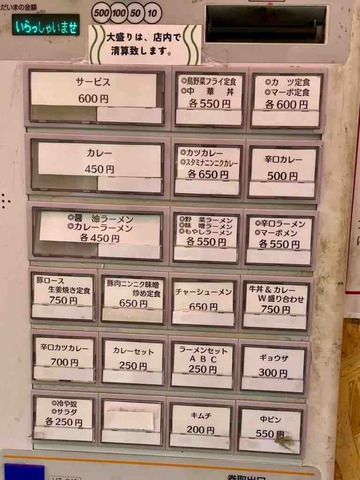 ただいまの金額
500 100 50 10
いらっしゃいませ
大盛りは、店内で
清算致します。
サービス
600円
◎鳥野菜フライ定食
◎中華丼
各550円
◎カツ定食
◎マーボ定食
各600円
カレー
450円
◎カツカレー
◎スタミナニンニクカレー
各650円
辛口カレー
500円
◎醤油ラーメン
◎カレーラーメン
各450円
◎野菜ラーメン
◎味噌ラーメン
◎もやしラーメン
各550円
◎辛口ラーメン
◎マーボメン
各550円
豚ロース
生姜焼き定食
750円
豚肉ニンニク味噌
炒め定食
650円
チャーシューメン
650円
牛丼&カレー
W盛り合わせ
750円
辛口カツカレー
700円
カレーセット
250円
ラーメンセット
ABC
250円
ギョウザ
300円
◎冷や奴
◎サラダ
各250円
キムチ
200円
中ビン
550円
券取出口